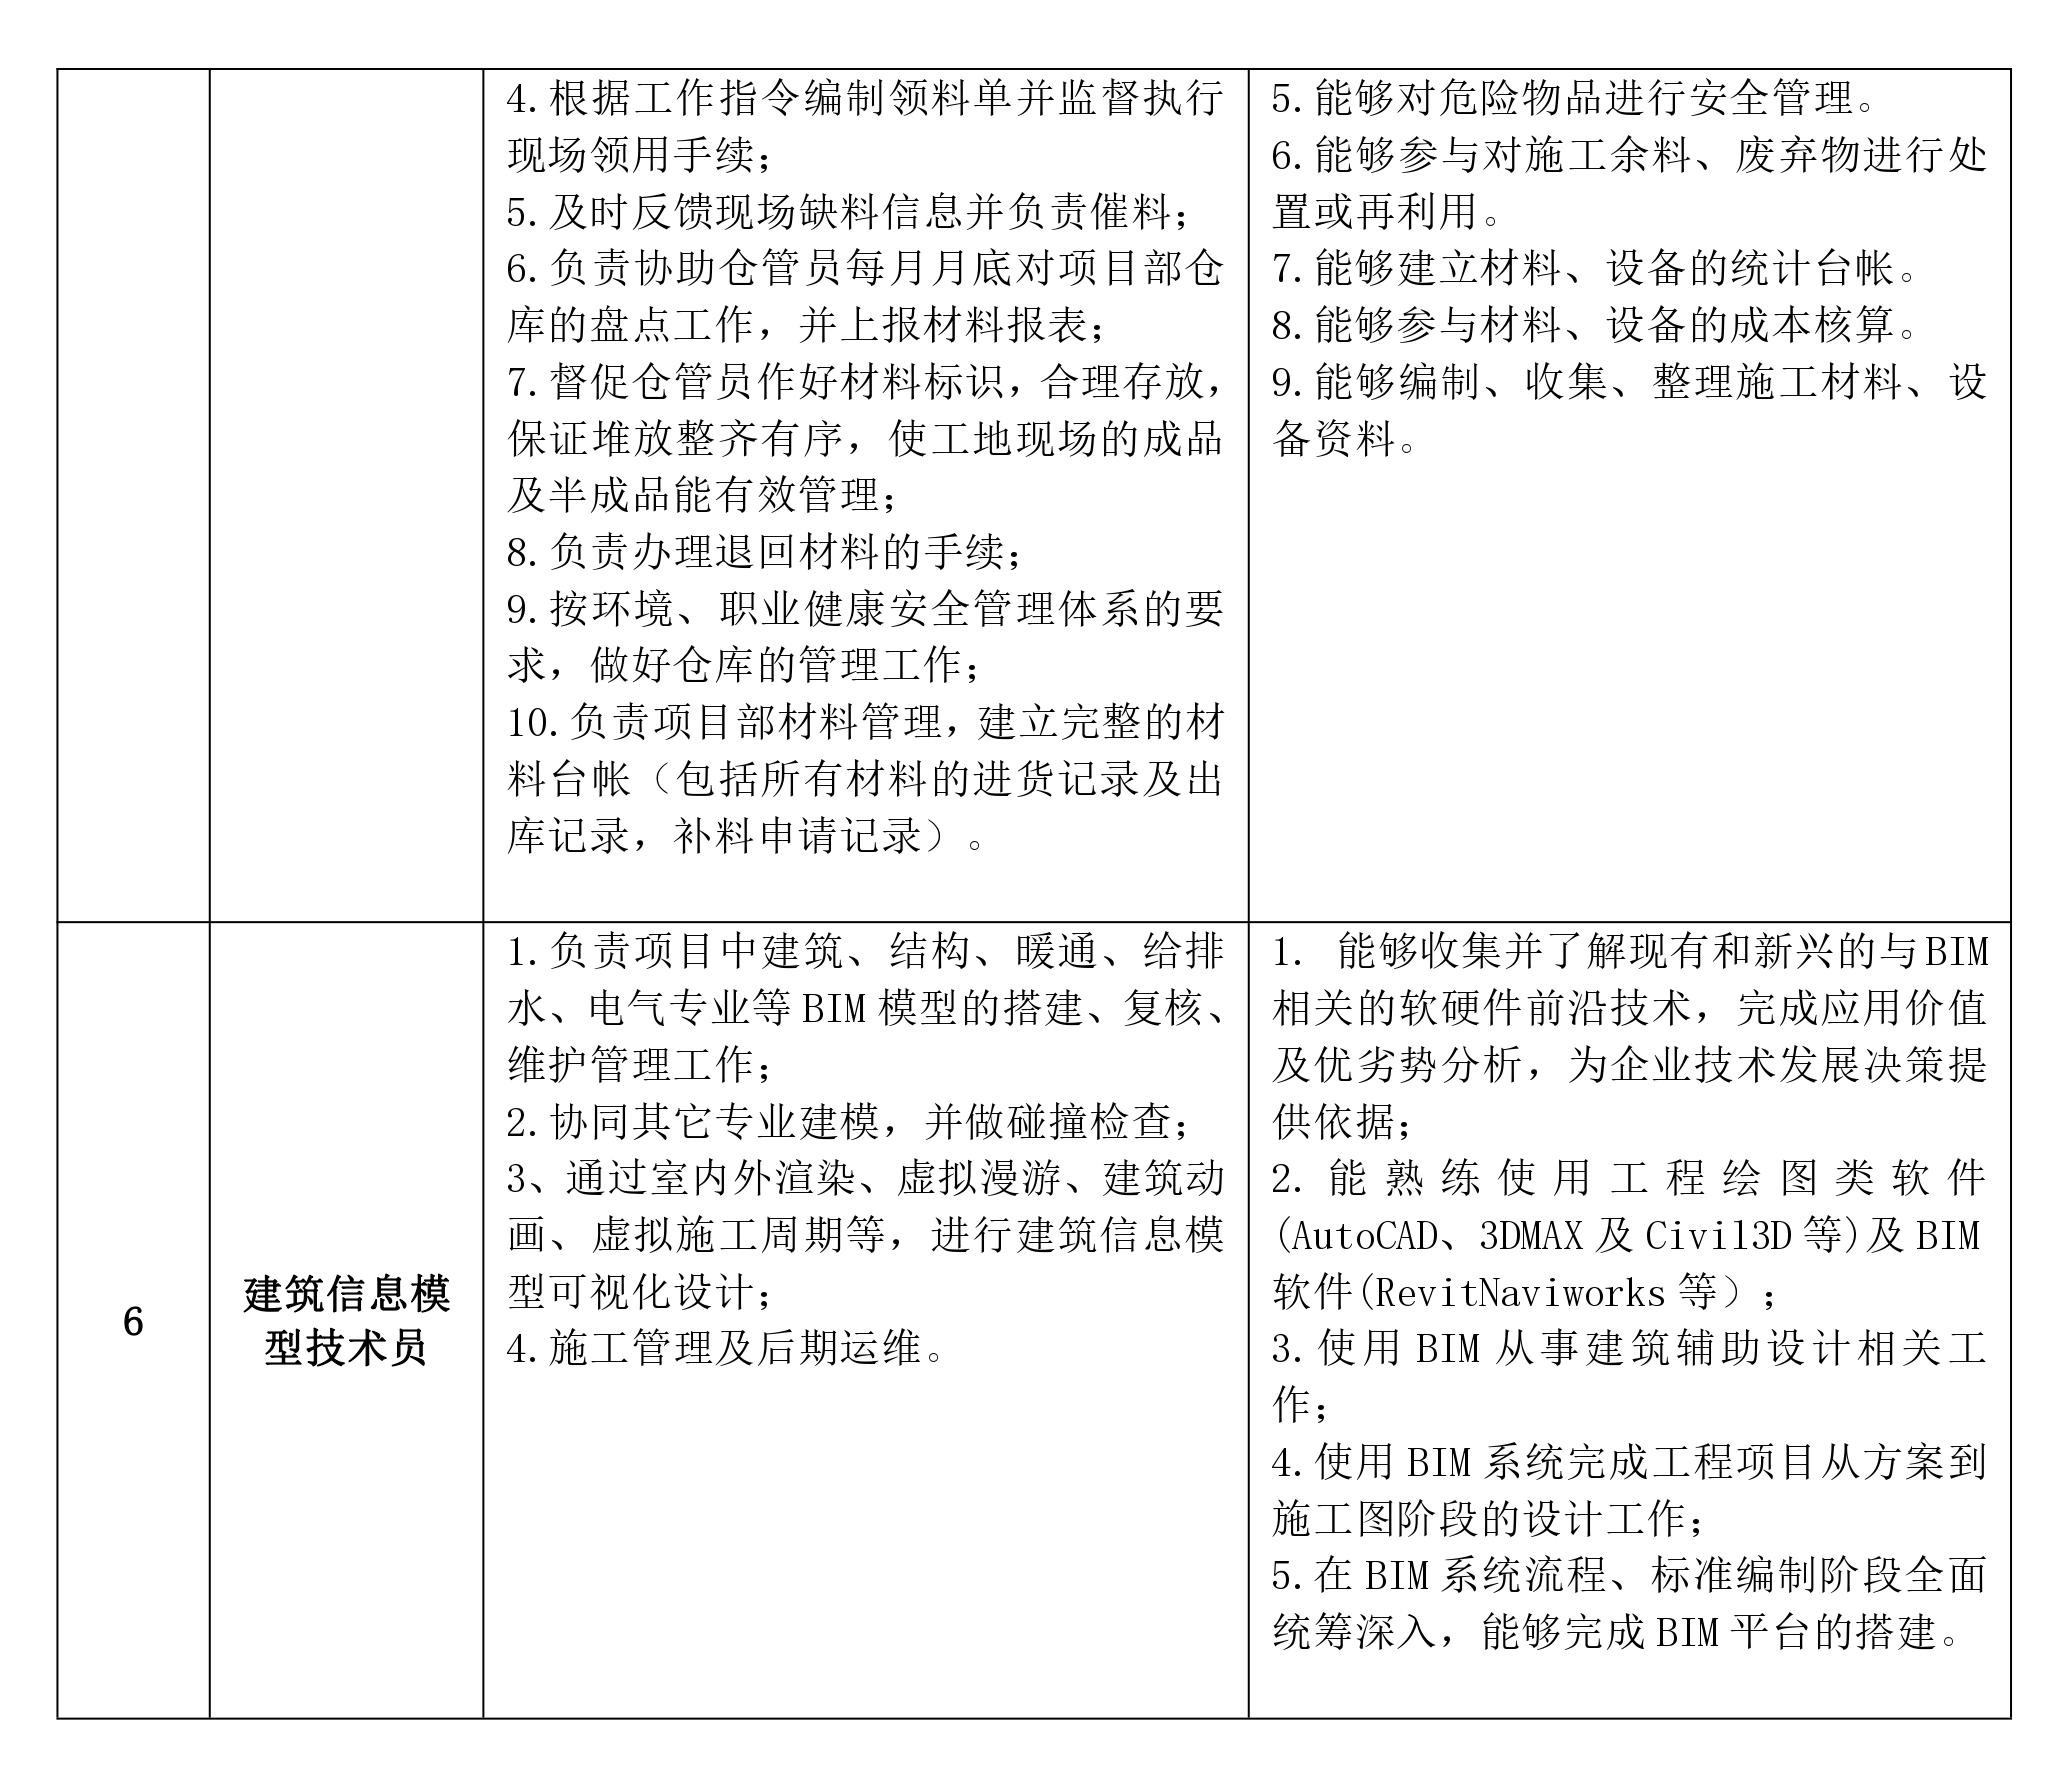 4.根据工作指令编制领料单并监督执行
现场领用手续；
5.及时反馈现场缺料信息并负责催料；
6.负责协助仓管员每月月底对项目部仓
库的盘点工作，并上报材料报表；
7.督促仓管员作好材料标识，合理存放，
保证堆放整齐有序，使工地现场的成品
及半成品能有效管理；
8.负责办理退回材料的手续；
9.按环境、职业健康安全管理体系的要
求，做好仓库的管理工作；
10.负责项目部材料管理，建立完整的材
料台帐（包括所有材料的进货记录及出
库记录，补料申请记录）。
5.能够对危险物品进行安全管理。
6.能够参与对施工余料、废弃物进行处
置或再利用。
7.能够建立材料、设备的统计台帐。
8.能够参与材料、设备的成本核算。
9.能够编制、收集、整理施工材料、设
备资料。
6
建筑信息模
型技术员
1.负责项目中建筑、结构、暖通、给排
水、电气专业等 BIM 模型的搭建、复核、
维护管理工作；
2.协同其它专业建模，并做碰撞检查；
3、通过室内外渲染、虚拟漫游、建筑动
画、虚拟施工周期等，进行建筑信息模
型可视化设计；
4.施工管理及后期运维。
1. 能够收集并了解现有和新兴的与 BIM
相关的软硬件前沿技术，完成应用价值
及优劣势分析，为企业技术发展决策提
供依据；
2.能熟练使用工程绘图类软件
(AutoCAD、3DMAX 及 Civil3D 等)及 BIM
软件(RevitNaviworks 等）；
3.使用 BIM 从事建筑辅助设计相关工
作；
4.使用 BIM 系统完成工程项目从方案到
施工图阶段的设计工作；
5.在 BIM 系统流程、标准编制阶段全面
统筹深入，能够完成 BIM 平台的搭建。